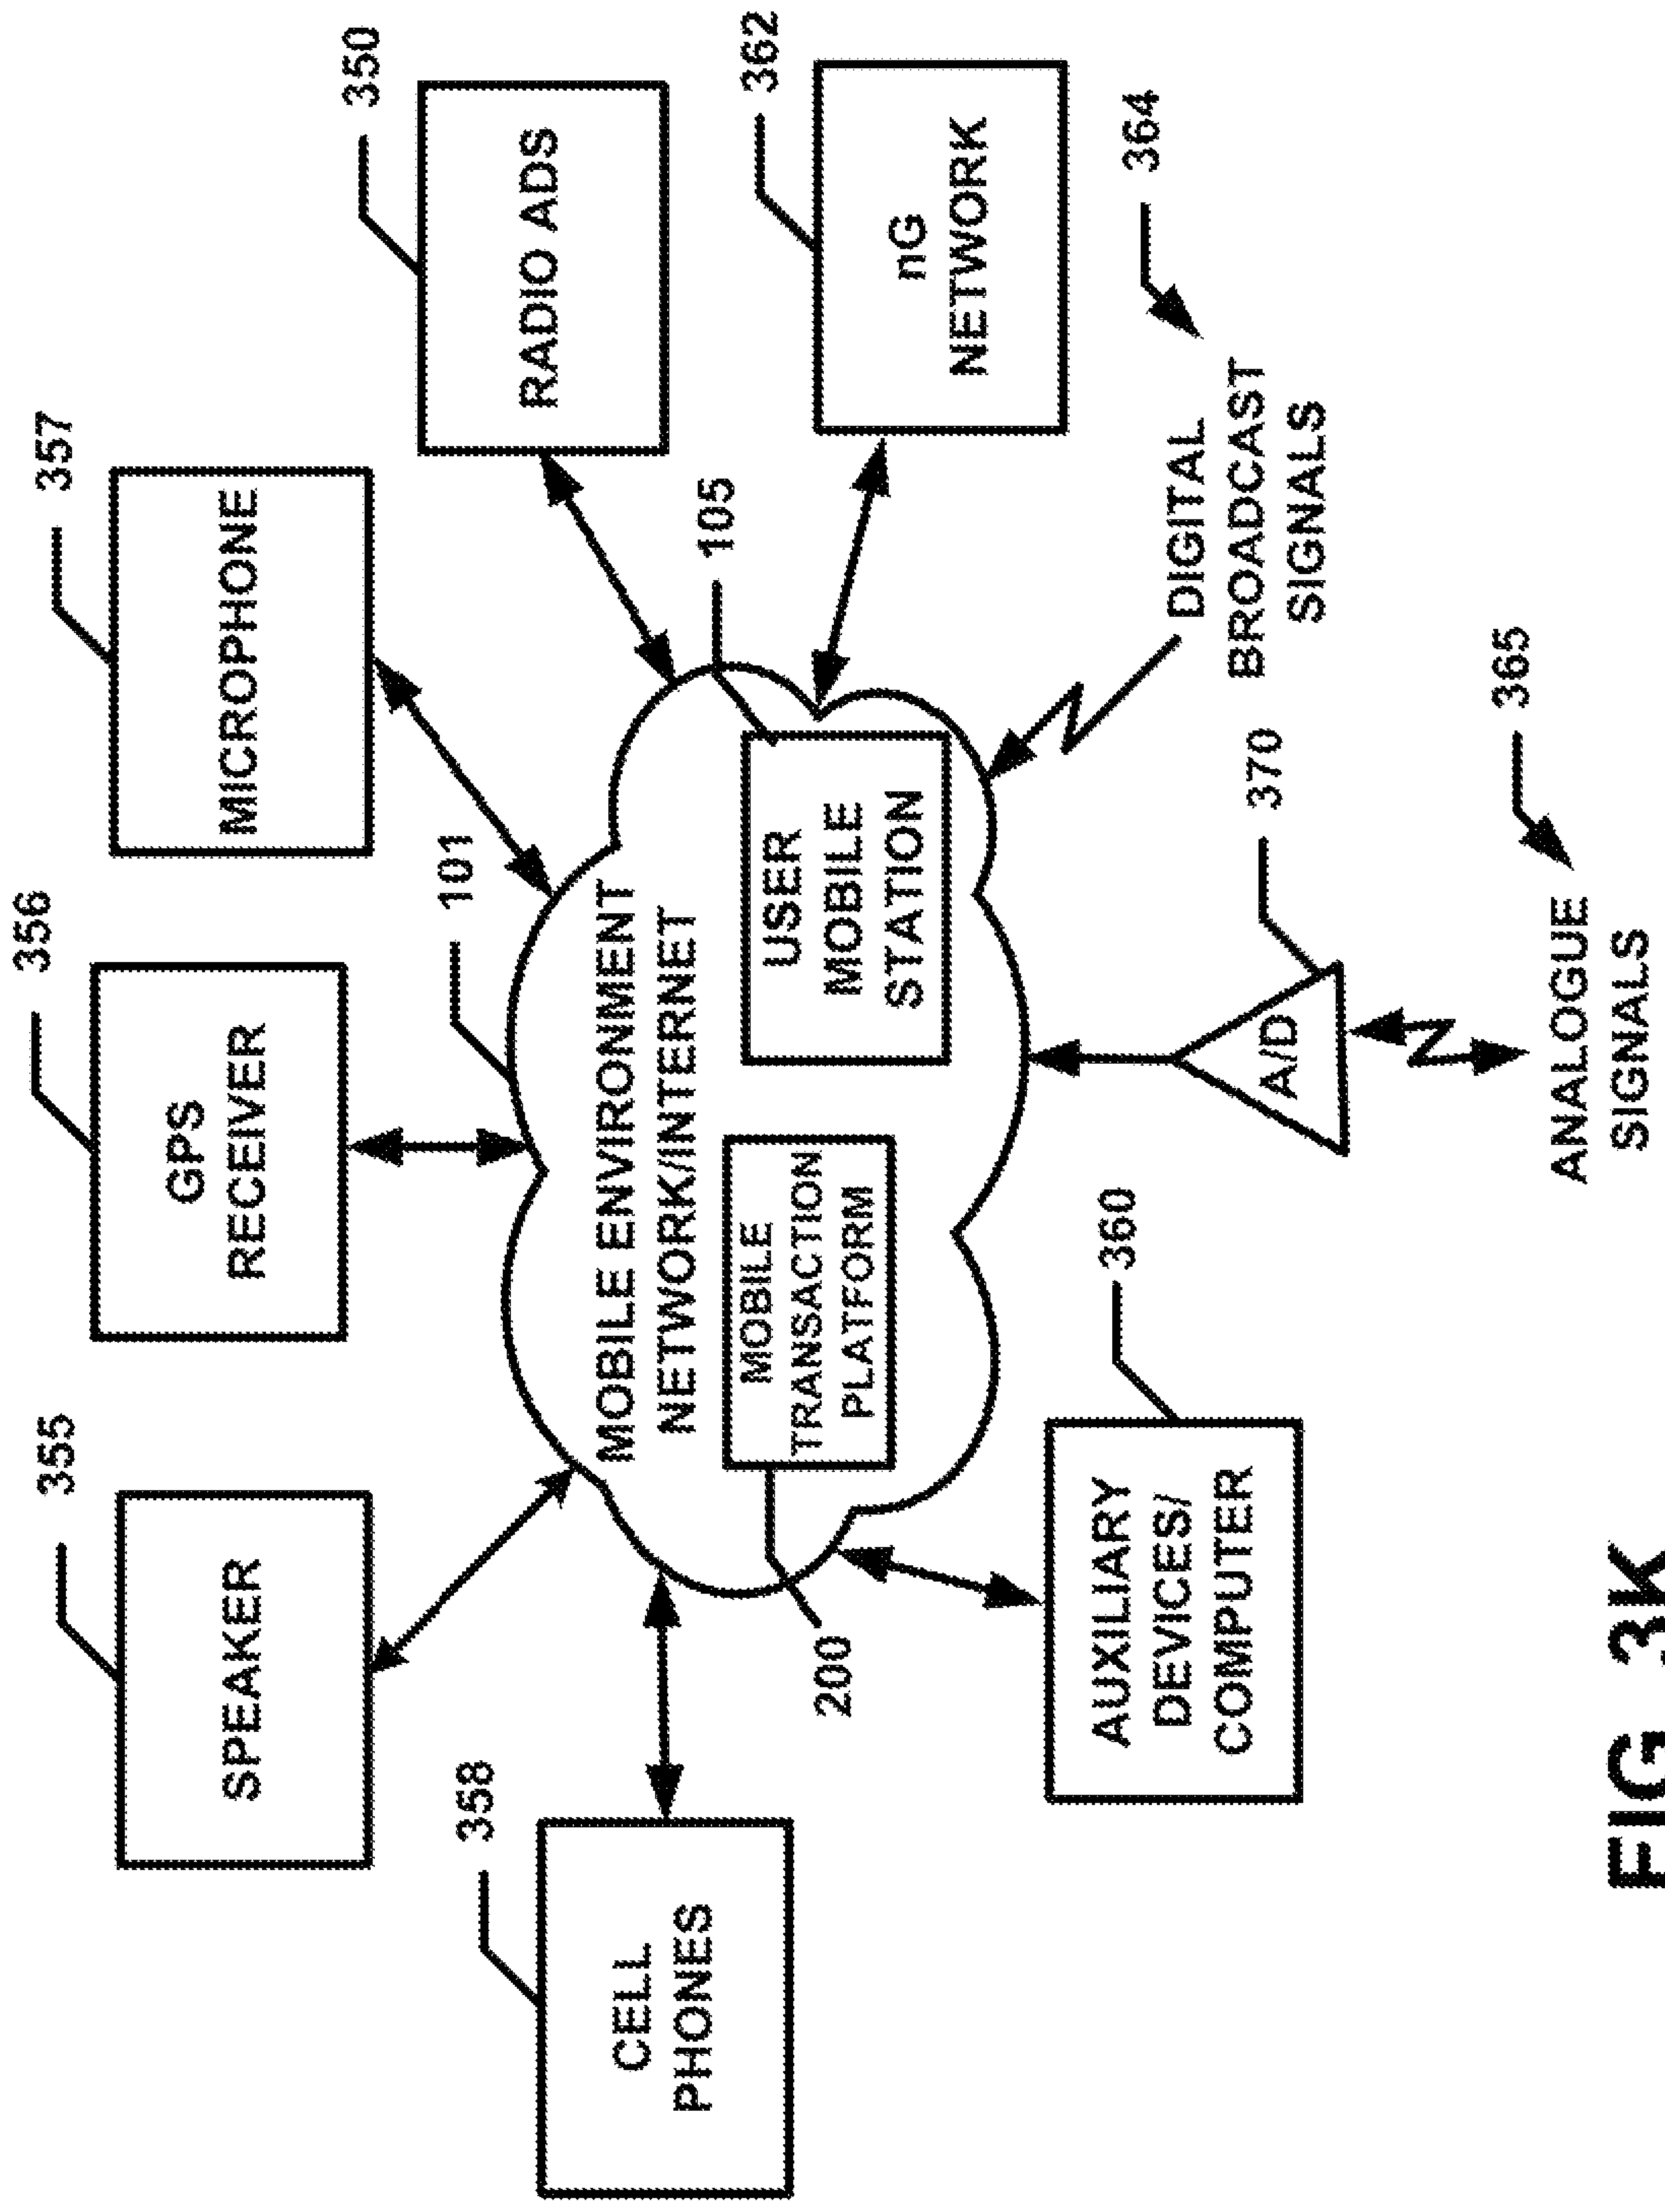 356
357
355
GPS
RECEIVER
MICROPHONE
SPEAKER
350
358
101
RADIO ADS
CELL
PHONES
MOBILE ENVIRONMENT
NETWORK/INTERNET
105
362
MOBILE
TRANSACTION
PLATFORM
USER
MOBILE
STATION
200
nG
NETWORK
360
364
AUXILIARY
DEVICES/
COMPUTER
DIGITAL
BROADCAST
SIGNALS
A/D
370
365
ANALOGUE
SIGNALS
FIG. 3K